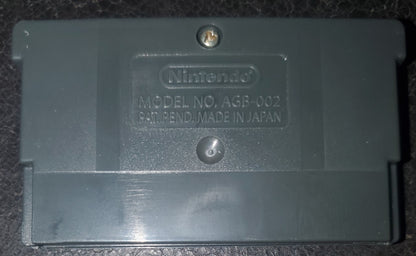 Nintendo
MODEL NO. AGB-002
PAT. PEND. MADE IN JAPAN